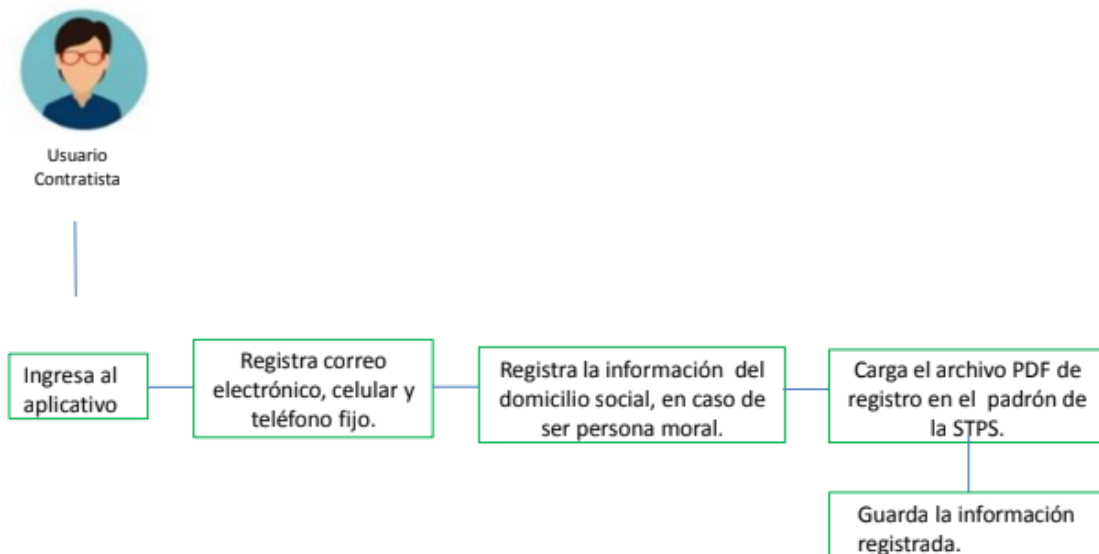 Usuario
Contratista
Ingresa al
aplicativo
Registra correo
electrónico, celular y
teléfono fijo.
Registra la información del
domicilio social, en caso de
ser persona moral.
Carga el archivo PDF de
registro en el padrón de
la STPS.
Guarda la información
registrada.